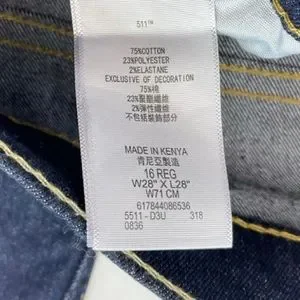 511™
75%COTTON
23%POLYESTER
2%ELASTANE
EXCLUSIVE OF DECORATION
75%棉
23%聚酯纖維
2%彈性纖維
不包括裝飾部分
MADE IN KENYA
肯尼亞製造
16 REG
W28" X L28"
W71 CM
617844086536
5511 - D3U 318
0836